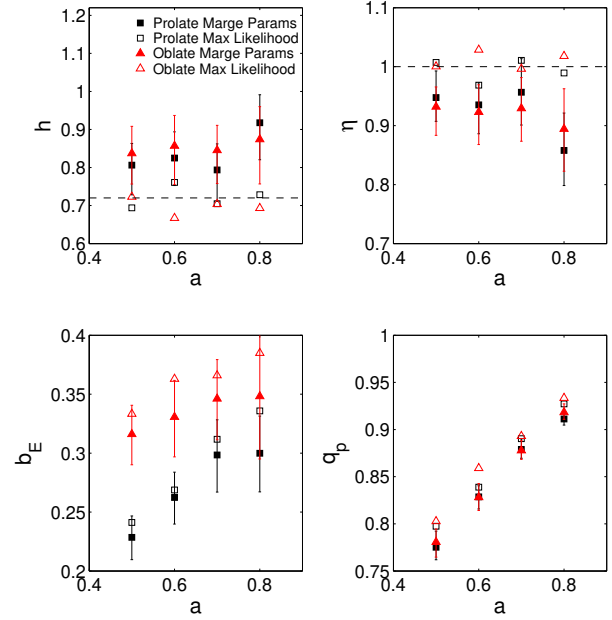 Prolate Marge Params
Prolate Max Likelihood
Oblate Marge Params
Oblate Max Likelihood
1.2
1.1
1
0.9
0.8
0.7
0.6
h
0.4 0.6 0.8
a
1.1
1
0.9
0.8
0.7
η
0.4 0.6 0.8
a
0.4
0.35
0.3
0.25
0.2
b_E
0.4 0.6 0.8
a
1
0.95
0.9
0.85
0.8
0.75
q_p
0.4 0.6 0.8
a